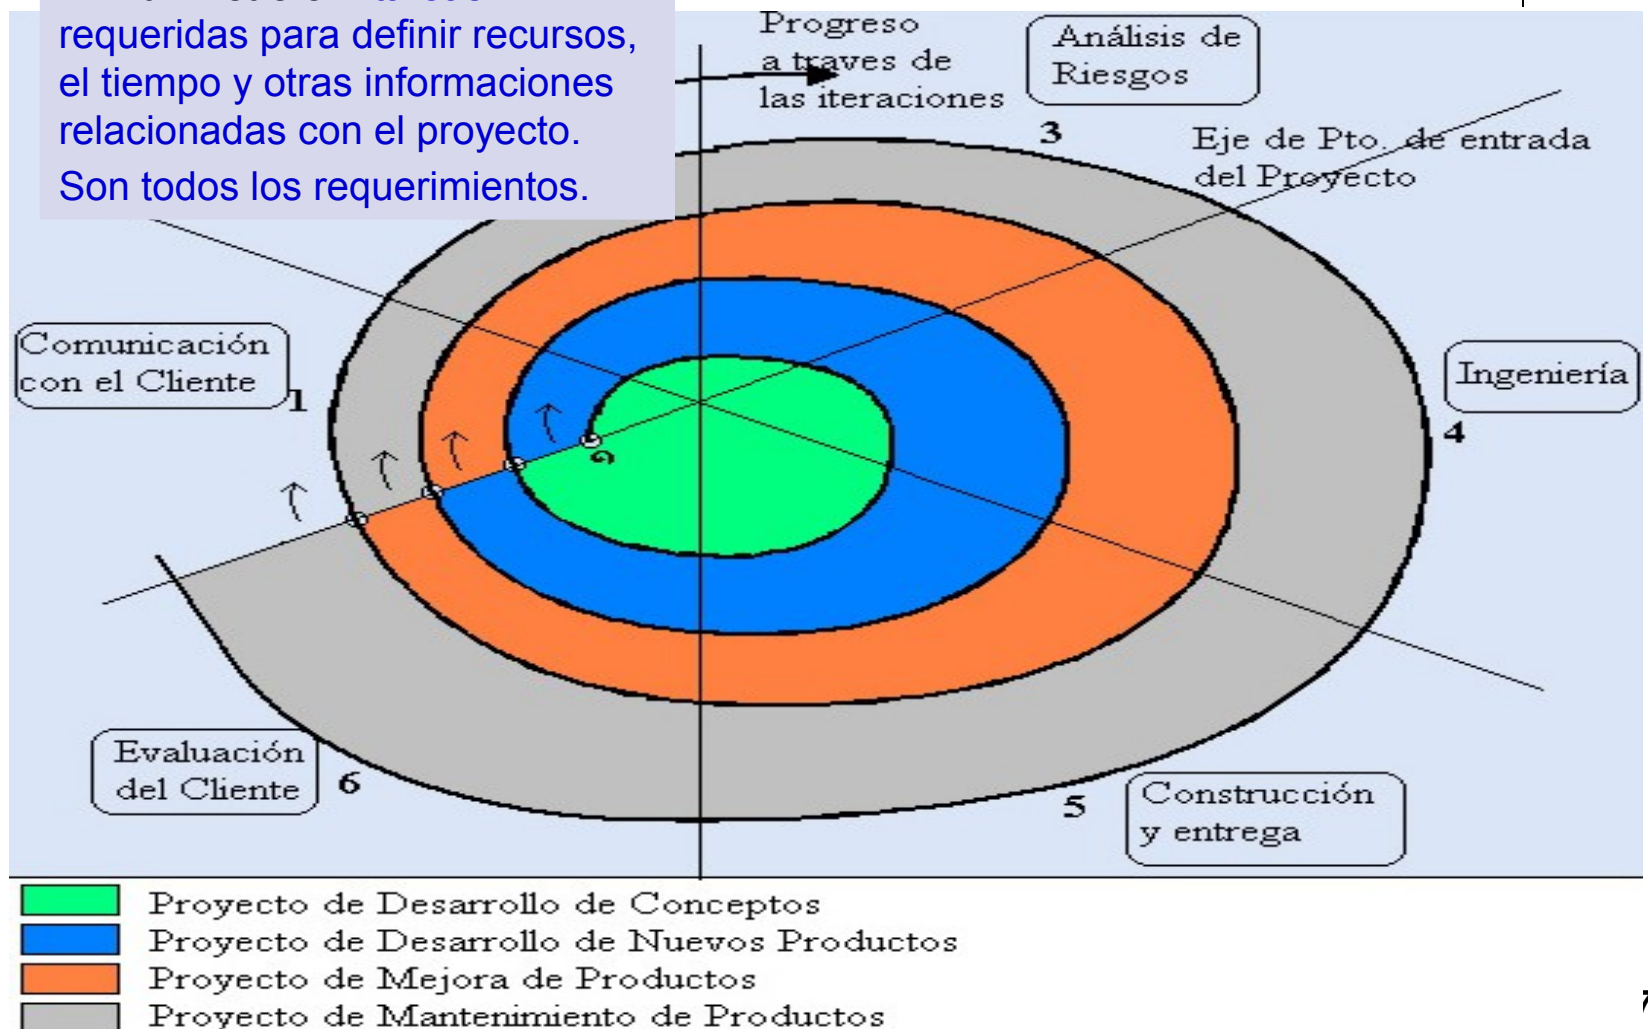 requeridas para definir recursos,
el tiempo y otras informaciones
relacionadas con el proyecto.
Son todos los requerimientos.
Progreso
a traves de
las iteraciones
Análisis de
Riesgos
3
Eje de Pto. de entrada
del Proyecto
Comunicación
con el Cliente
1
Ingeniería
4
Evaluación
del Cliente
6
5
Construcción
y entrega
Proyecto de Desarrollo de Conceptos
Proyecto de Desarrollo de Nuevos Productos
Proyecto de Mejora de Productos
Proyecto de Mantenimiento de Productos